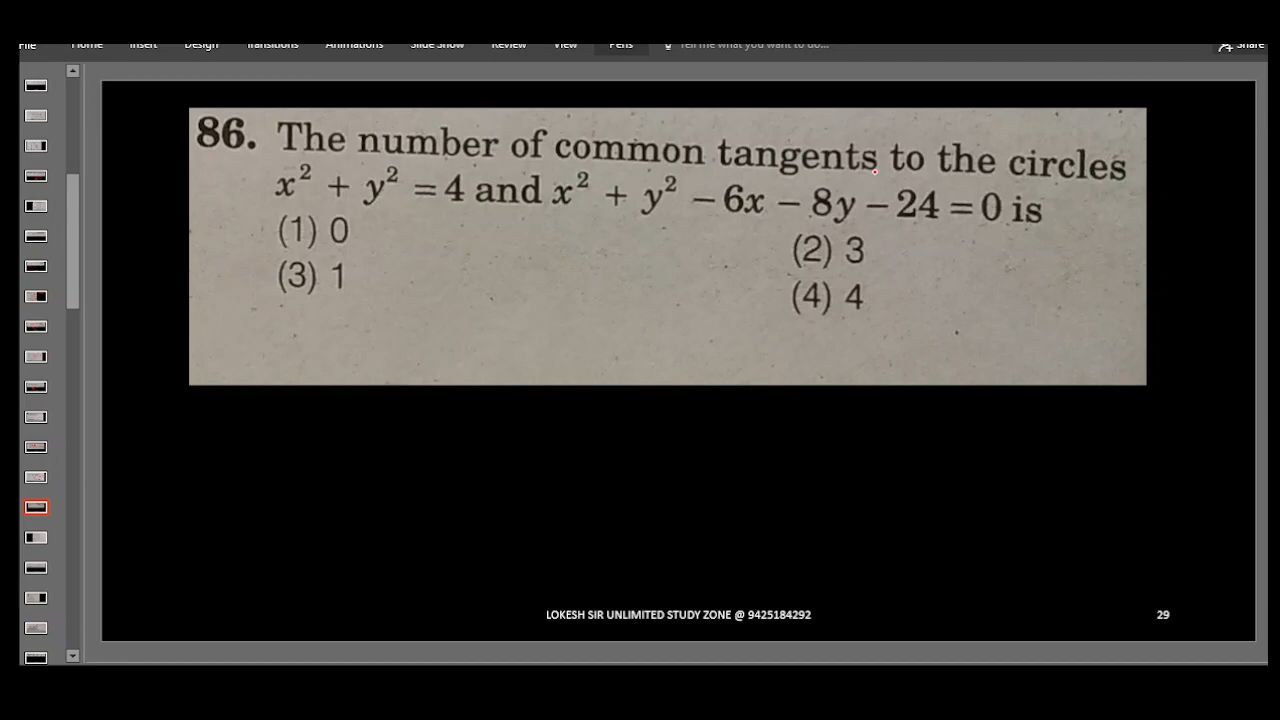 File Home Insert Design Transitions Animations Slide Show Review View Pens Tell me what you want to do... Share
86. The number of common tangents to the circles
x² + y² = 4 and x² + y² − 6x − 8y − 24 = 0 is
(1) 0 (2) 3
(3) 1 (4) 4
LOKESH SIR UNLIMITED STUDY ZONE @ 9425184292 29